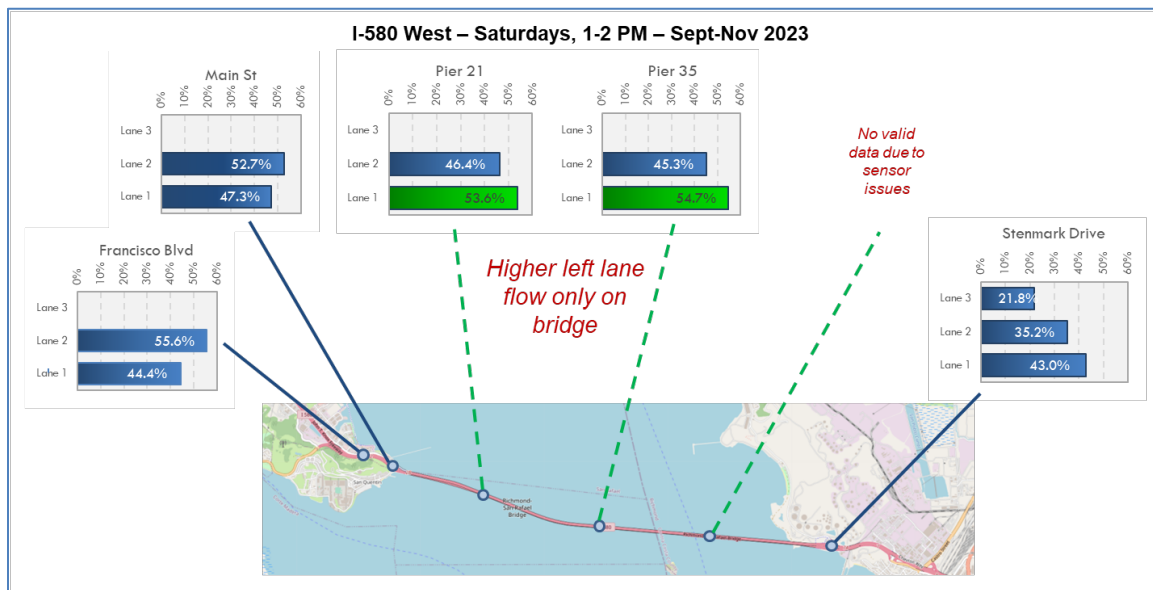 I-580 West – Saturdays, 1-2 PM – Sept-Nov 2023
Main St
0%
10%
20%
30%
40%
50%
60%
Lane 3
Lane 2
52.7%
Lane 1
47.3%
Pier 21
0%
10%
20%
30%
40%
50%
60%
Lane 3
Lane 2
46.4%
Lane 1
53.6%
Pier 35
0%
10%
20%
30%
40%
50%
60%
Lane 3
Lane 2
45.3%
Lane 1
54.7%
No valid
data due to
sensor
issues
Francisco Blvd
0%
10%
20%
30%
40%
50%
60%
Lane 3
Lane 2
55.6%
Lane 1
44.4%
Higher left lane
flow only on
bridge
Stenmark Drive
0%
10%
20%
30%
40%
50%
60%
Lane 3
21.8%
Lane 2
35.2%
Lane 1
43.0%
San Quentin
Richmond-
San Rafael
Bridge